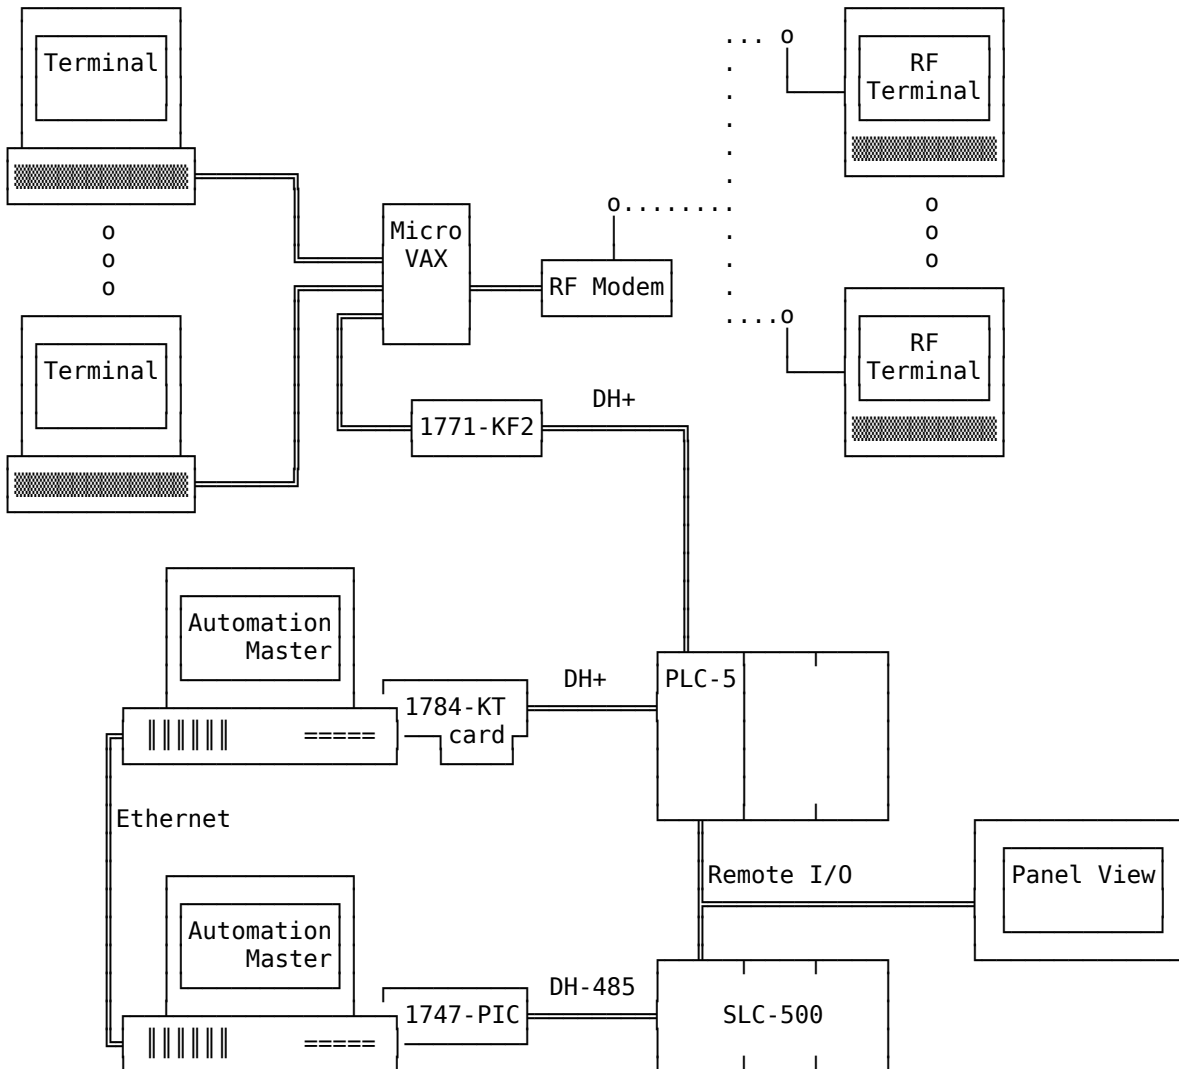 Terminal
RF
Terminal
Micro
VAX
RF Modem
Terminal
RF
Terminal
DH+
1771-KF2
Automation
Master
DH+
PLC-5
1784-KT
card
Ethernet
Remote I/O
Panel View
Automation
Master
DH-485
1747-PIC
SLC-500